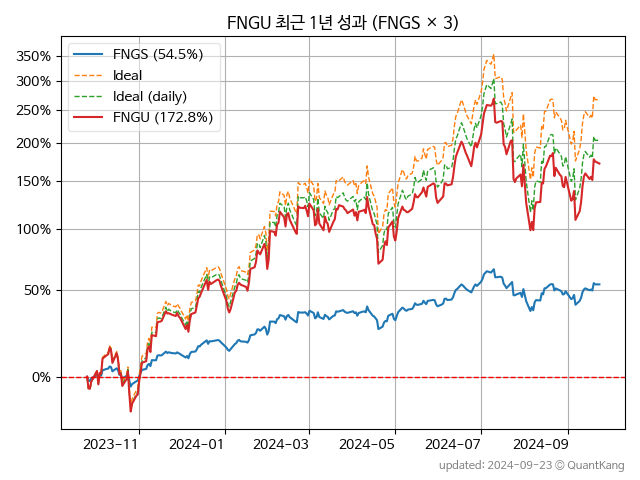 FNGU 최근 1년 성과 (FNGS × 3)
FNGS (54.5%)
Ideal
Ideal (daily)
FNGU (172.8%)
350%
300%
250%
200%
150%
100%
50%
0%
2023-11
2024-01
2024-03
2024-05
2024-07
2024-09
updated: 2024-09-23 ⓒ QuantKang